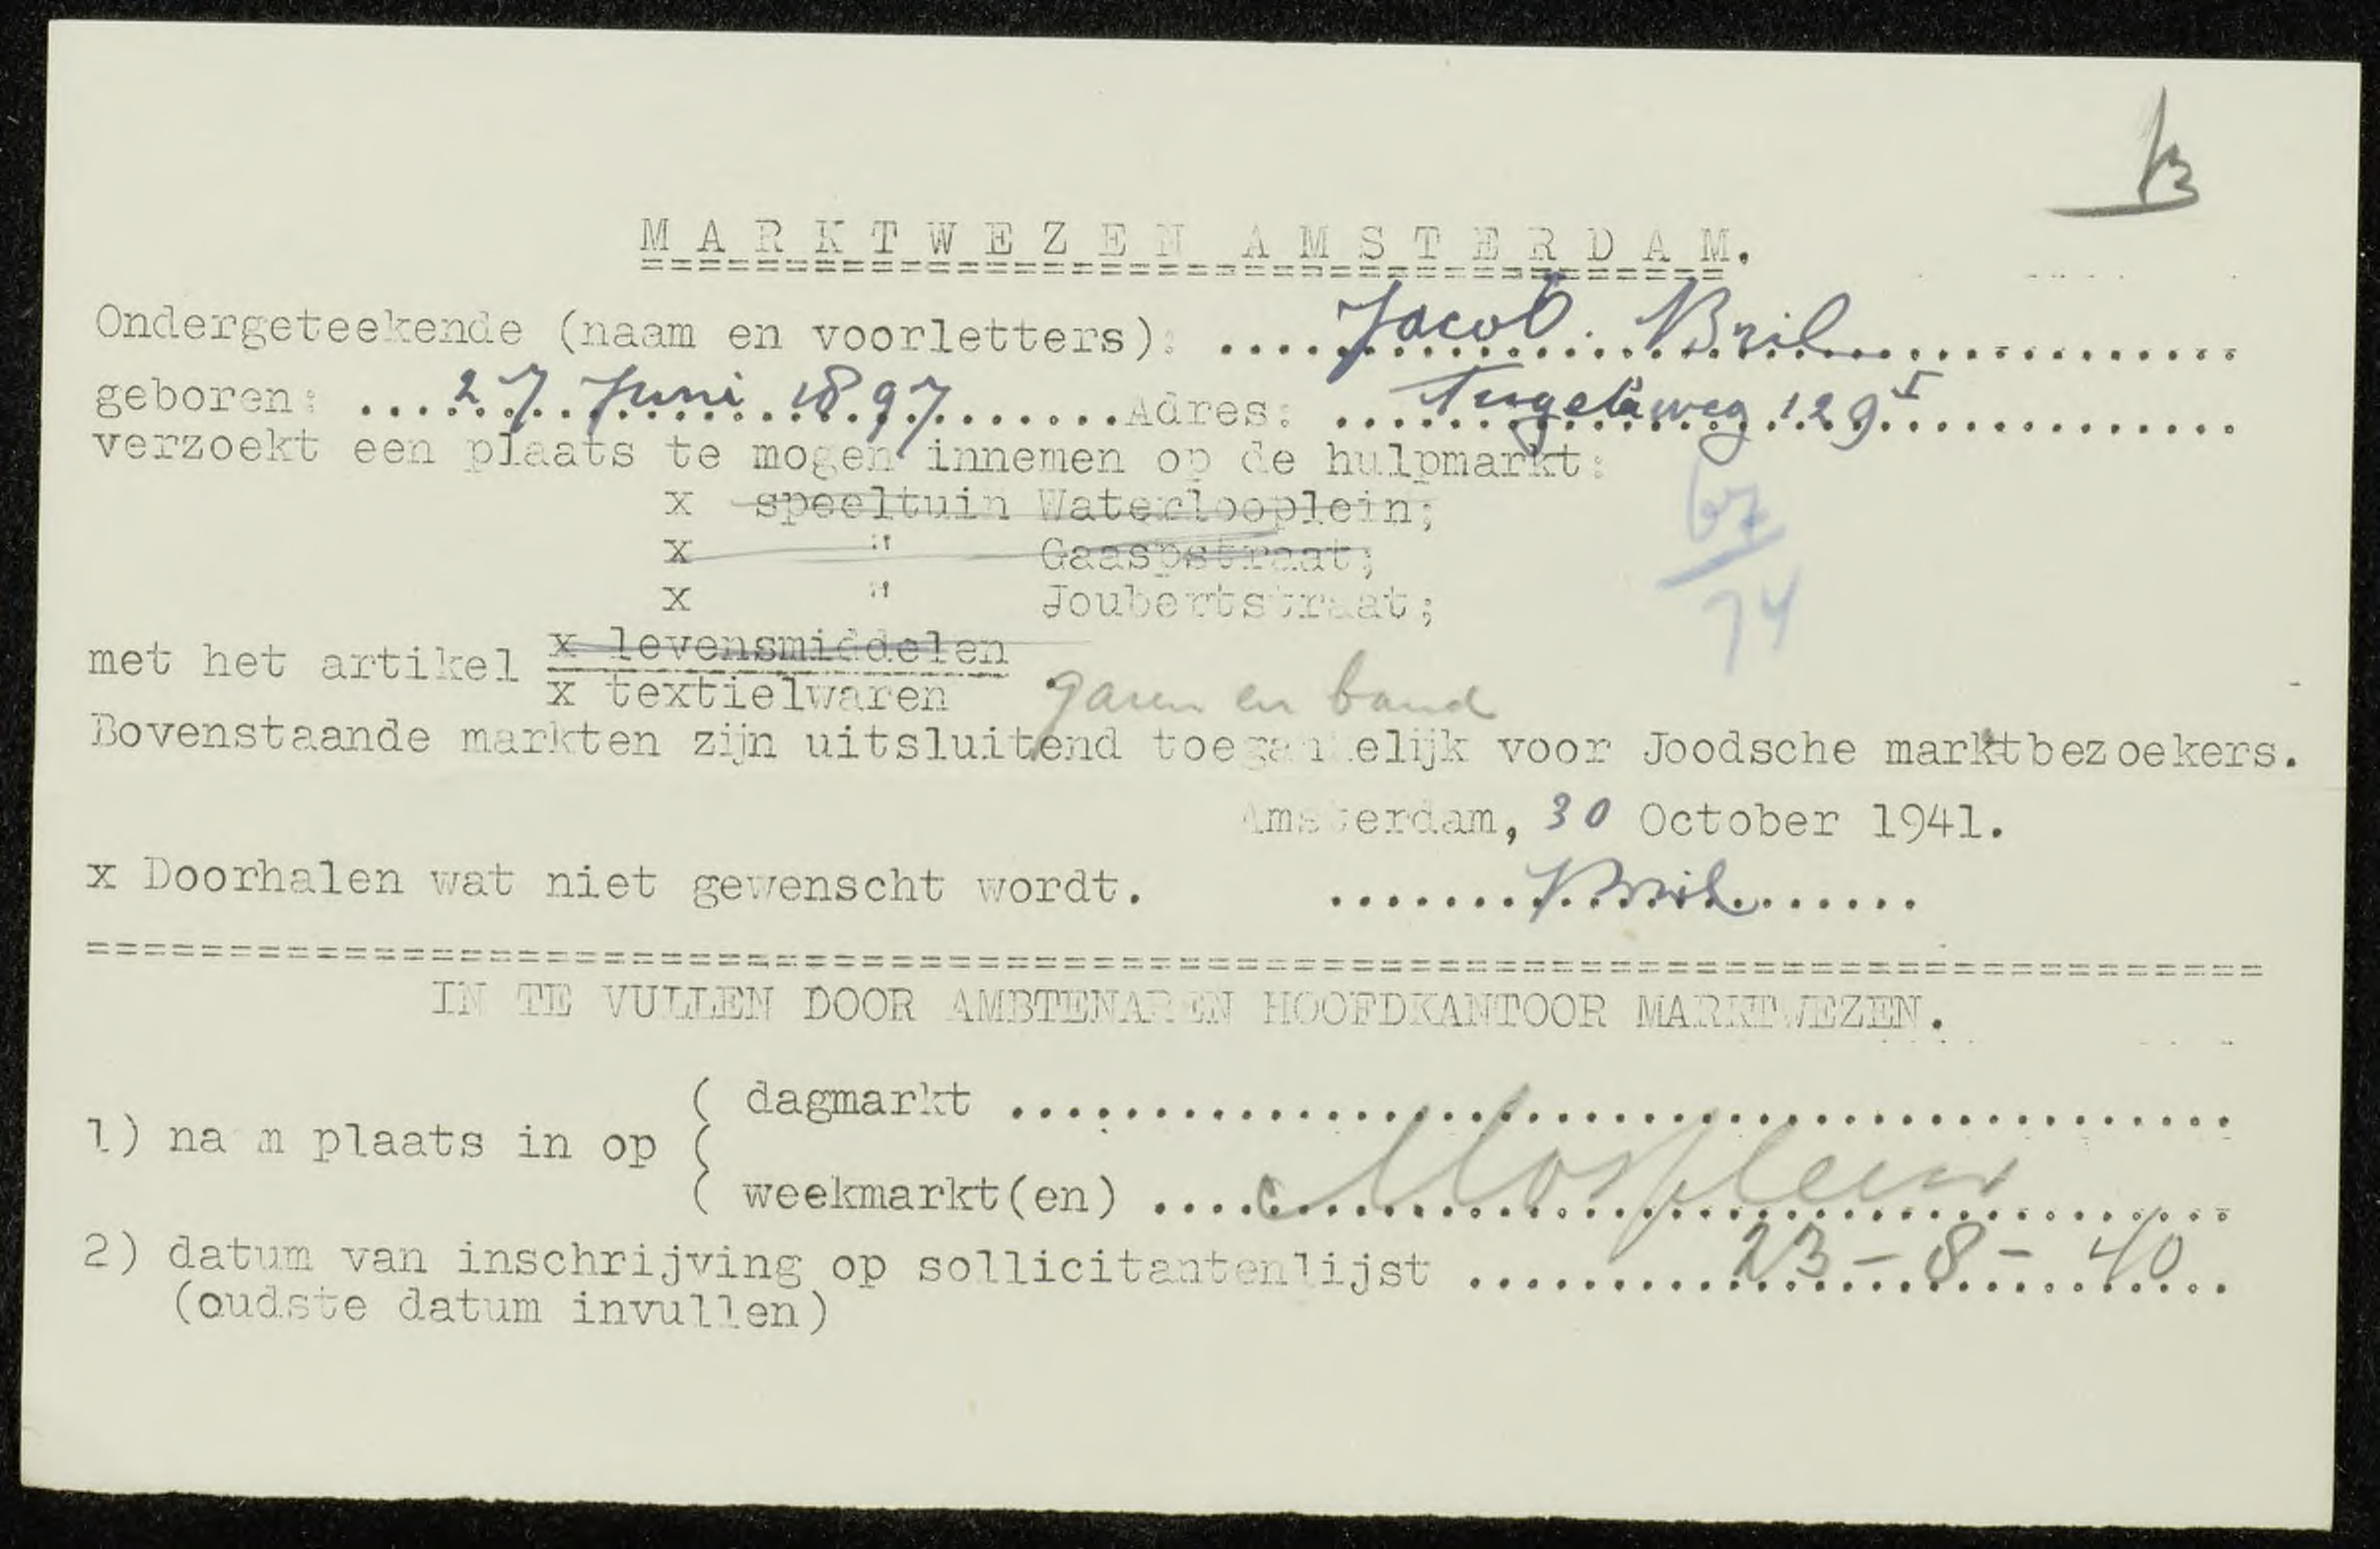 B
MARKTWEZEN AMSTERDAM.
Ondergeteekende (naam en voorletters): Jacob. Bril
geboren: 27 Juni 1897 Adres: Tugelaweg 129 I
verzoekt een plaats te mogen innemen op de hulpmarkt:
x speeltuin Waterlooplein;
x " Gaaspstraat;
x " Joubertstraat;
74
met het artikel x levensmiddelen
x textielwaren garen en band
Bovenstaande markten zijn uitsluitend toegankelijk voor Joodsche marktbezoekers.
Amsterdam, 30 October 1941.
x Doorhalen wat niet gewenscht wordt. Bril
IN TE VULLEN DOOR AMBTENAREN HOOFDKANTOOR MARKTWEZEN.
( dagmarkt
1) nam plaats in op (
( weekmarkt(en) Mosplein
2) datum van inschrijving op sollicitantenlijst 23-8-40
(oudste datum invullen)